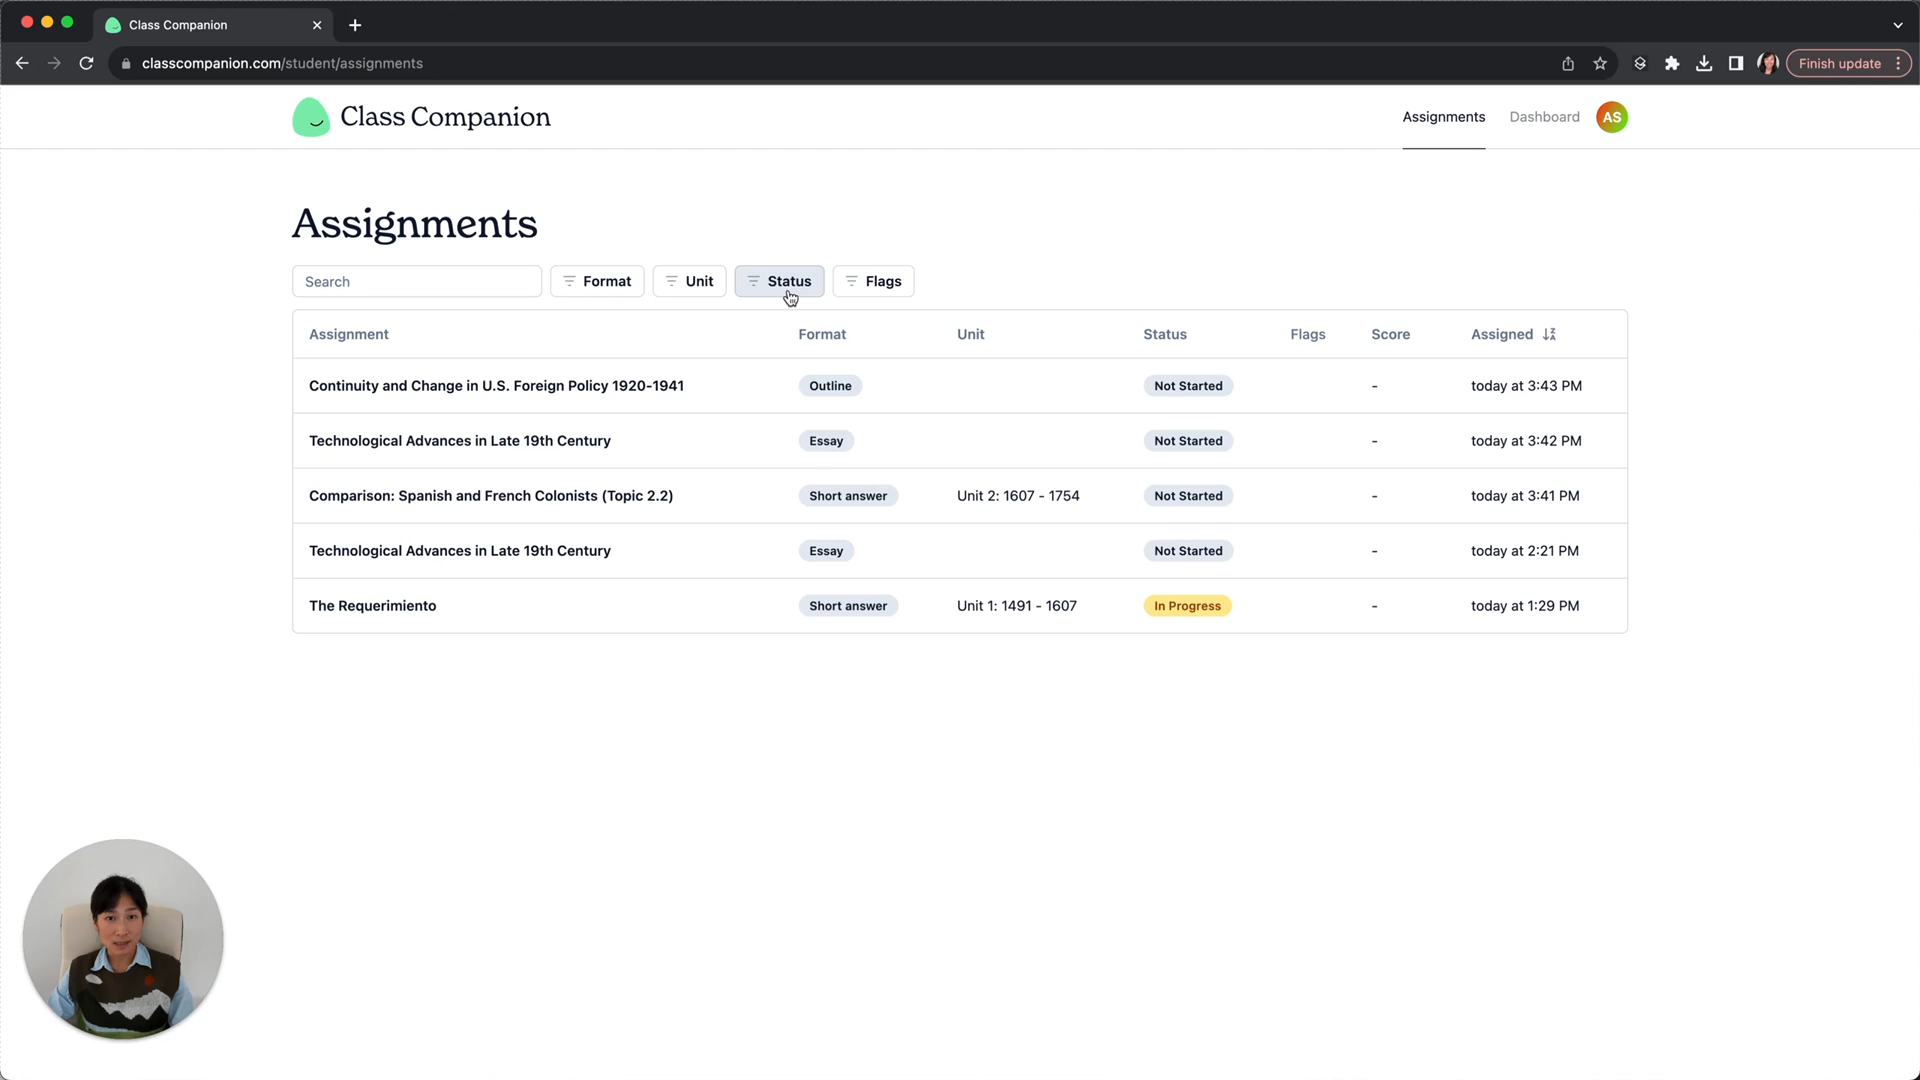 Class Companion
classcompanion.com/student/assignments
Finish update
Class Companion
Assignments
Dashboard
AS
Assignments
Search
Format
Unit
Status
Flags
Assignment Format Unit Status Flags Score Assigned
Continuity and Change in U.S. Foreign Policy 1920-1941 Outline Not Started - today at 3:43 PM
Technological Advances in Late 19th Century Essay Not Started - today at 3:42 PM
Comparison: Spanish and French Colonists (Topic 2.2) Short answer Unit 2: 1607 - 1754 Not Started - today at 3:41 PM
Technological Advances in Late 19th Century Essay Not Started - today at 2:21 PM
The Requerimiento Short answer Unit 1: 1491 - 1607 In Progress - today at 1:29 PM